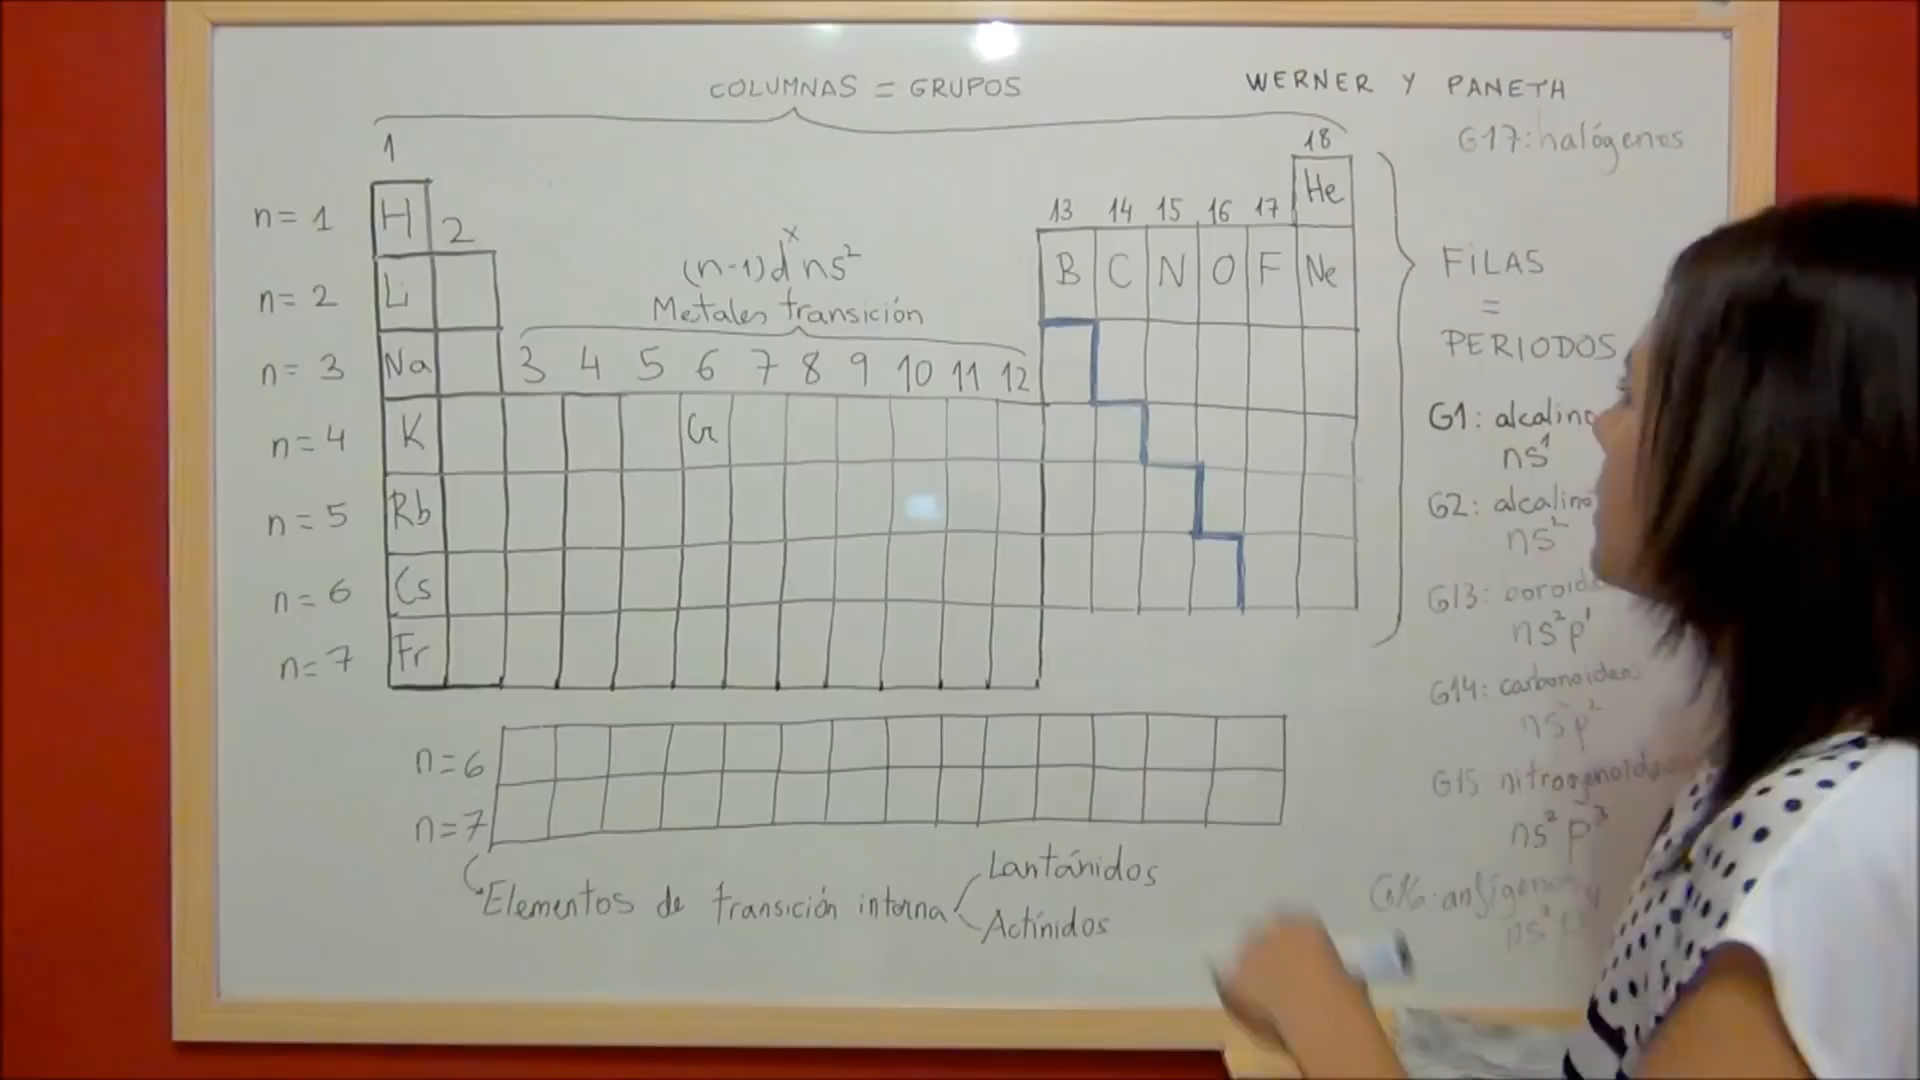 COLUMNAS = GRUPOS
WERNER Y PANETH
G17: halógenos
1
18
n = 1
H
2
13 14 15 16 17
He
(n-1)dˣns²
Metales transición
n = 2
Li
B C N O F Ne
FILAS
=
PERIODOS
n = 3
Na
3 4 5 6 7 8 9 10 11 12
n = 4
K
Cr
n = 5
Rb
n = 6
Cs
n = 7
Fr
G1: alcalino
ns¹
G2: alcalino
ns²
G13: boroide
ns²p¹
G14: carbonoideos
ns²p²
G15 nitrogenoideos
ns²p³
n = 6
n = 7
Elementos de transición interna
Lantánidos
Actínidos